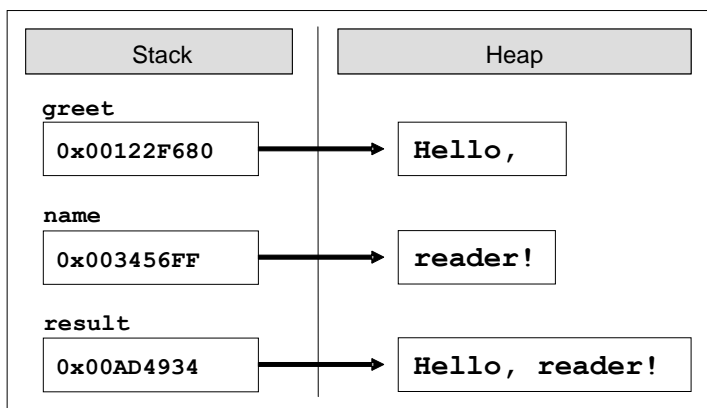 Stack Heap
greet
0x00122F680 Hello,
name
0x003456FF reader!
result
0x00AD4934 Hello, reader!